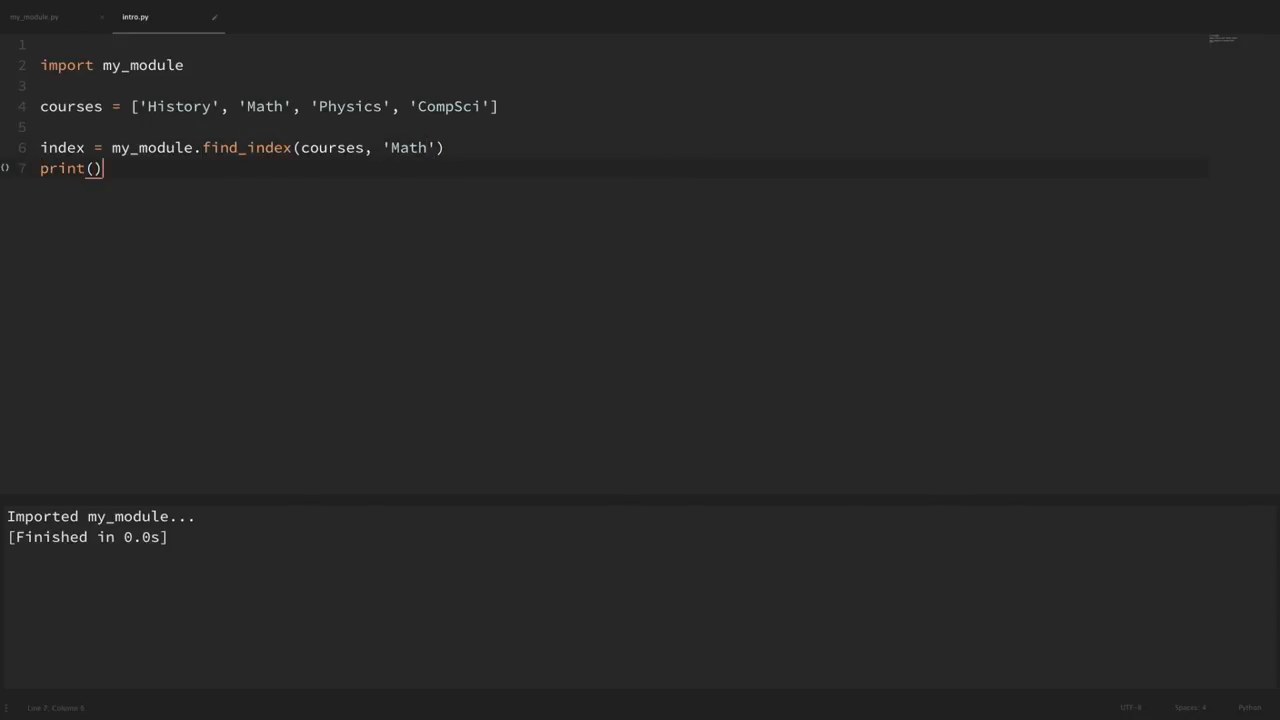 my_module.py × intro.py
1
2 import my_module
3
4 courses = ['History', 'Math', 'Physics', 'CompSci']
5
6 index = my_module.find_index(courses, 'Math')
{} 7 print()
Imported my_module...
[Finished in 0.0s]
Line 7, Column 6 UTF-8 Spaces: 4 Python